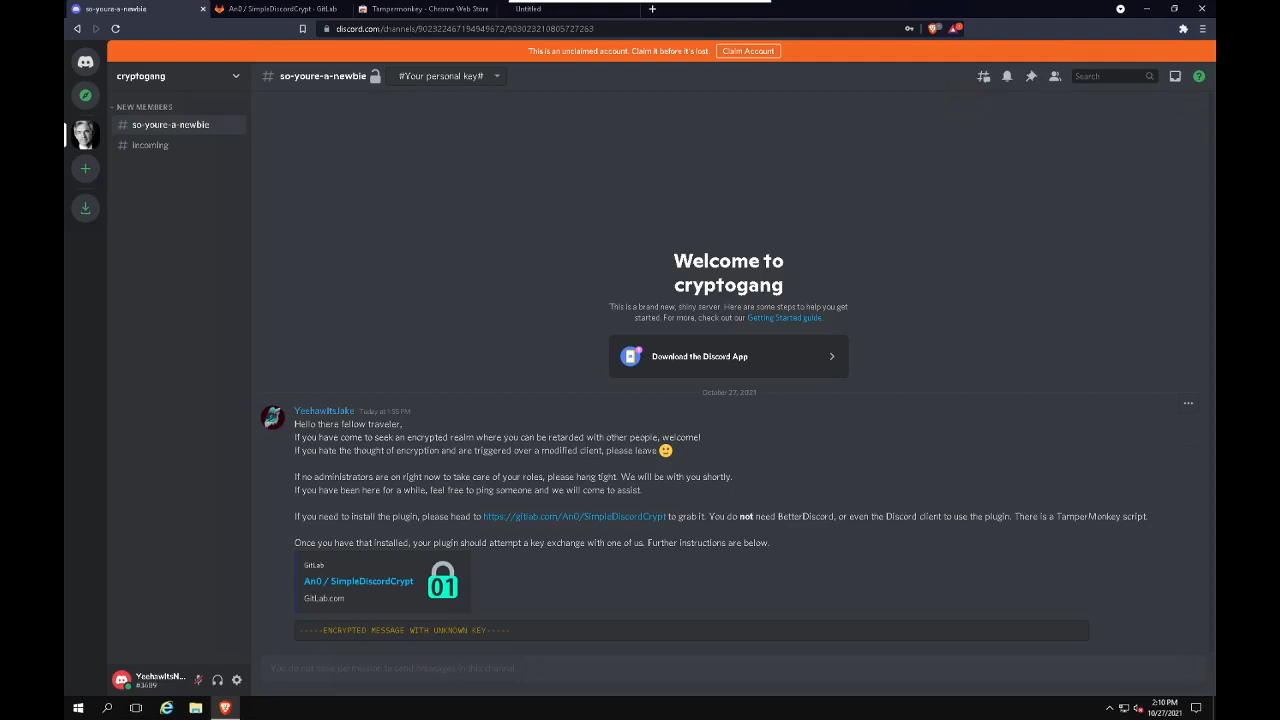 so-youre-a-newbie
An0 / SimpleDiscordCrypt · GitLab
Tampermonkey - Chrome Web Store
Untitled
discord.com/channels/902322467194949672/903023210805727263
This is an unclaimed account. Claim it before it's lost.
Claim Account
cryptogang
so-youre-a-newbie
#Your personal key#
Search
NEW MEMBERS
so-youre-a-newbie
incoming
Welcome to
cryptogang
This is a brand new, shiny server. Here are some steps to help you get
started. For more, check out our Getting Started guide.
Download the Discord App
October 27, 2021
YeehawItsJake Today at 1:55 PM
Hello there fellow traveler,
If you have come to seek an encrypted realm where you can be retarded with other people, welcome!
If you hate the thought of encryption and are triggered over a modified client, please leave 🙂
If no administrators are on right now to take care of your roles, please hang tight. We will be with you shortly.
If you have been here for a while, feel free to ping someone and we will come to assist.
If you need to install the plugin, please head to https://gitlab.com/An0/SimpleDiscordCrypt to grab it. You do not need BetterDiscord, or even the Discord client to use the plugin. There is a TamperMonkey script.
Once you have that installed, your plugin should attempt a key exchange with one of us. Further instructions are below.
GitLab
An0 / SimpleDiscordCrypt
GitLab.com
01
-----ENCRYPTED MESSAGE WITH UNKNOWN KEY-----
You do not have permission to send messages in this channel.
YeehawItsN...
#3689
2:10 PM
10/27/2021